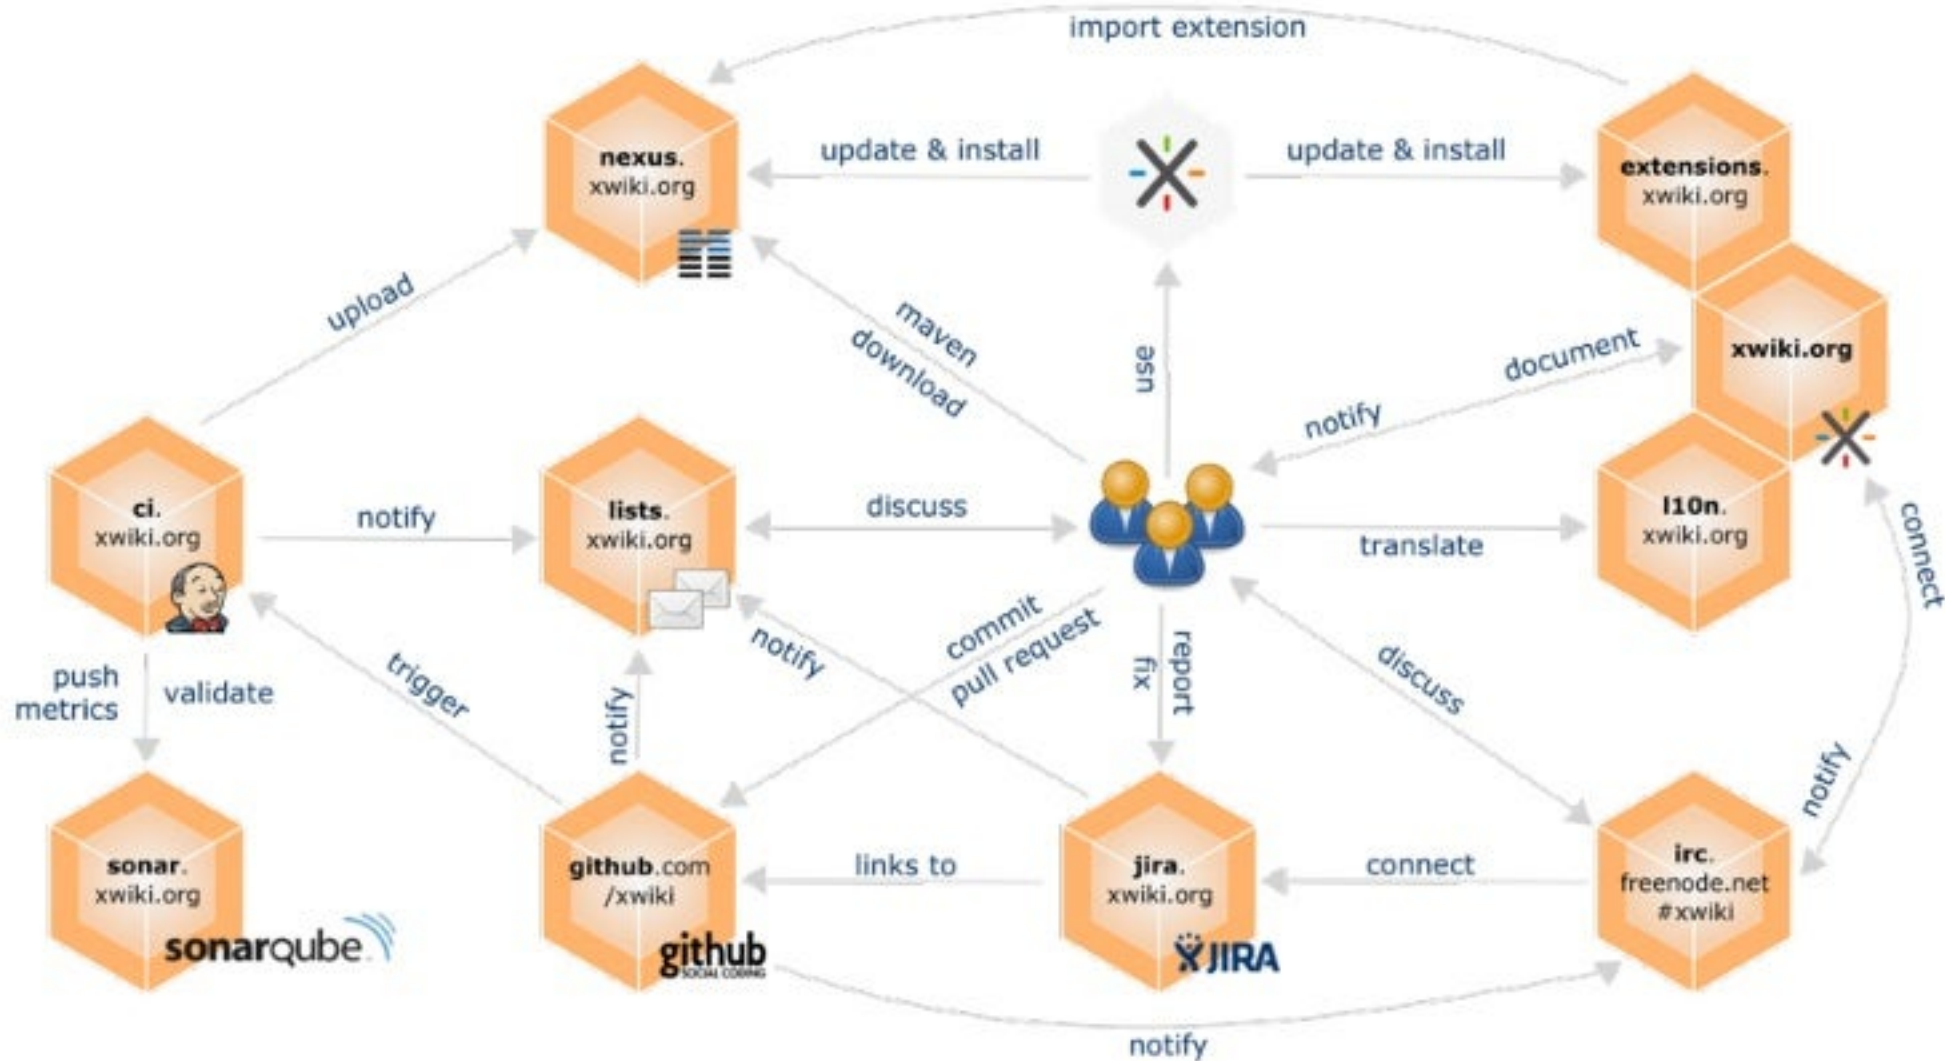 import extension
nexus.
xwiki.org
update & install
update & install
extensions.
xwiki.org
upload
maven
download
use
document
notify
xwiki.org
ci.
xwiki.org
notify
lists.
xwiki.org
discuss
translate
l10n.
xwiki.org
connect
push
metrics
validate
trigger
notify
notify
commit
pull request
fix
report
discuss
notify
sonar.
xwiki.org
sonarqube
github.com
/xwiki
github
SOCIAL CODING
links to
jira.
xwiki.org
JIRA
connect
irc.
freenode.net
#xwiki
notify